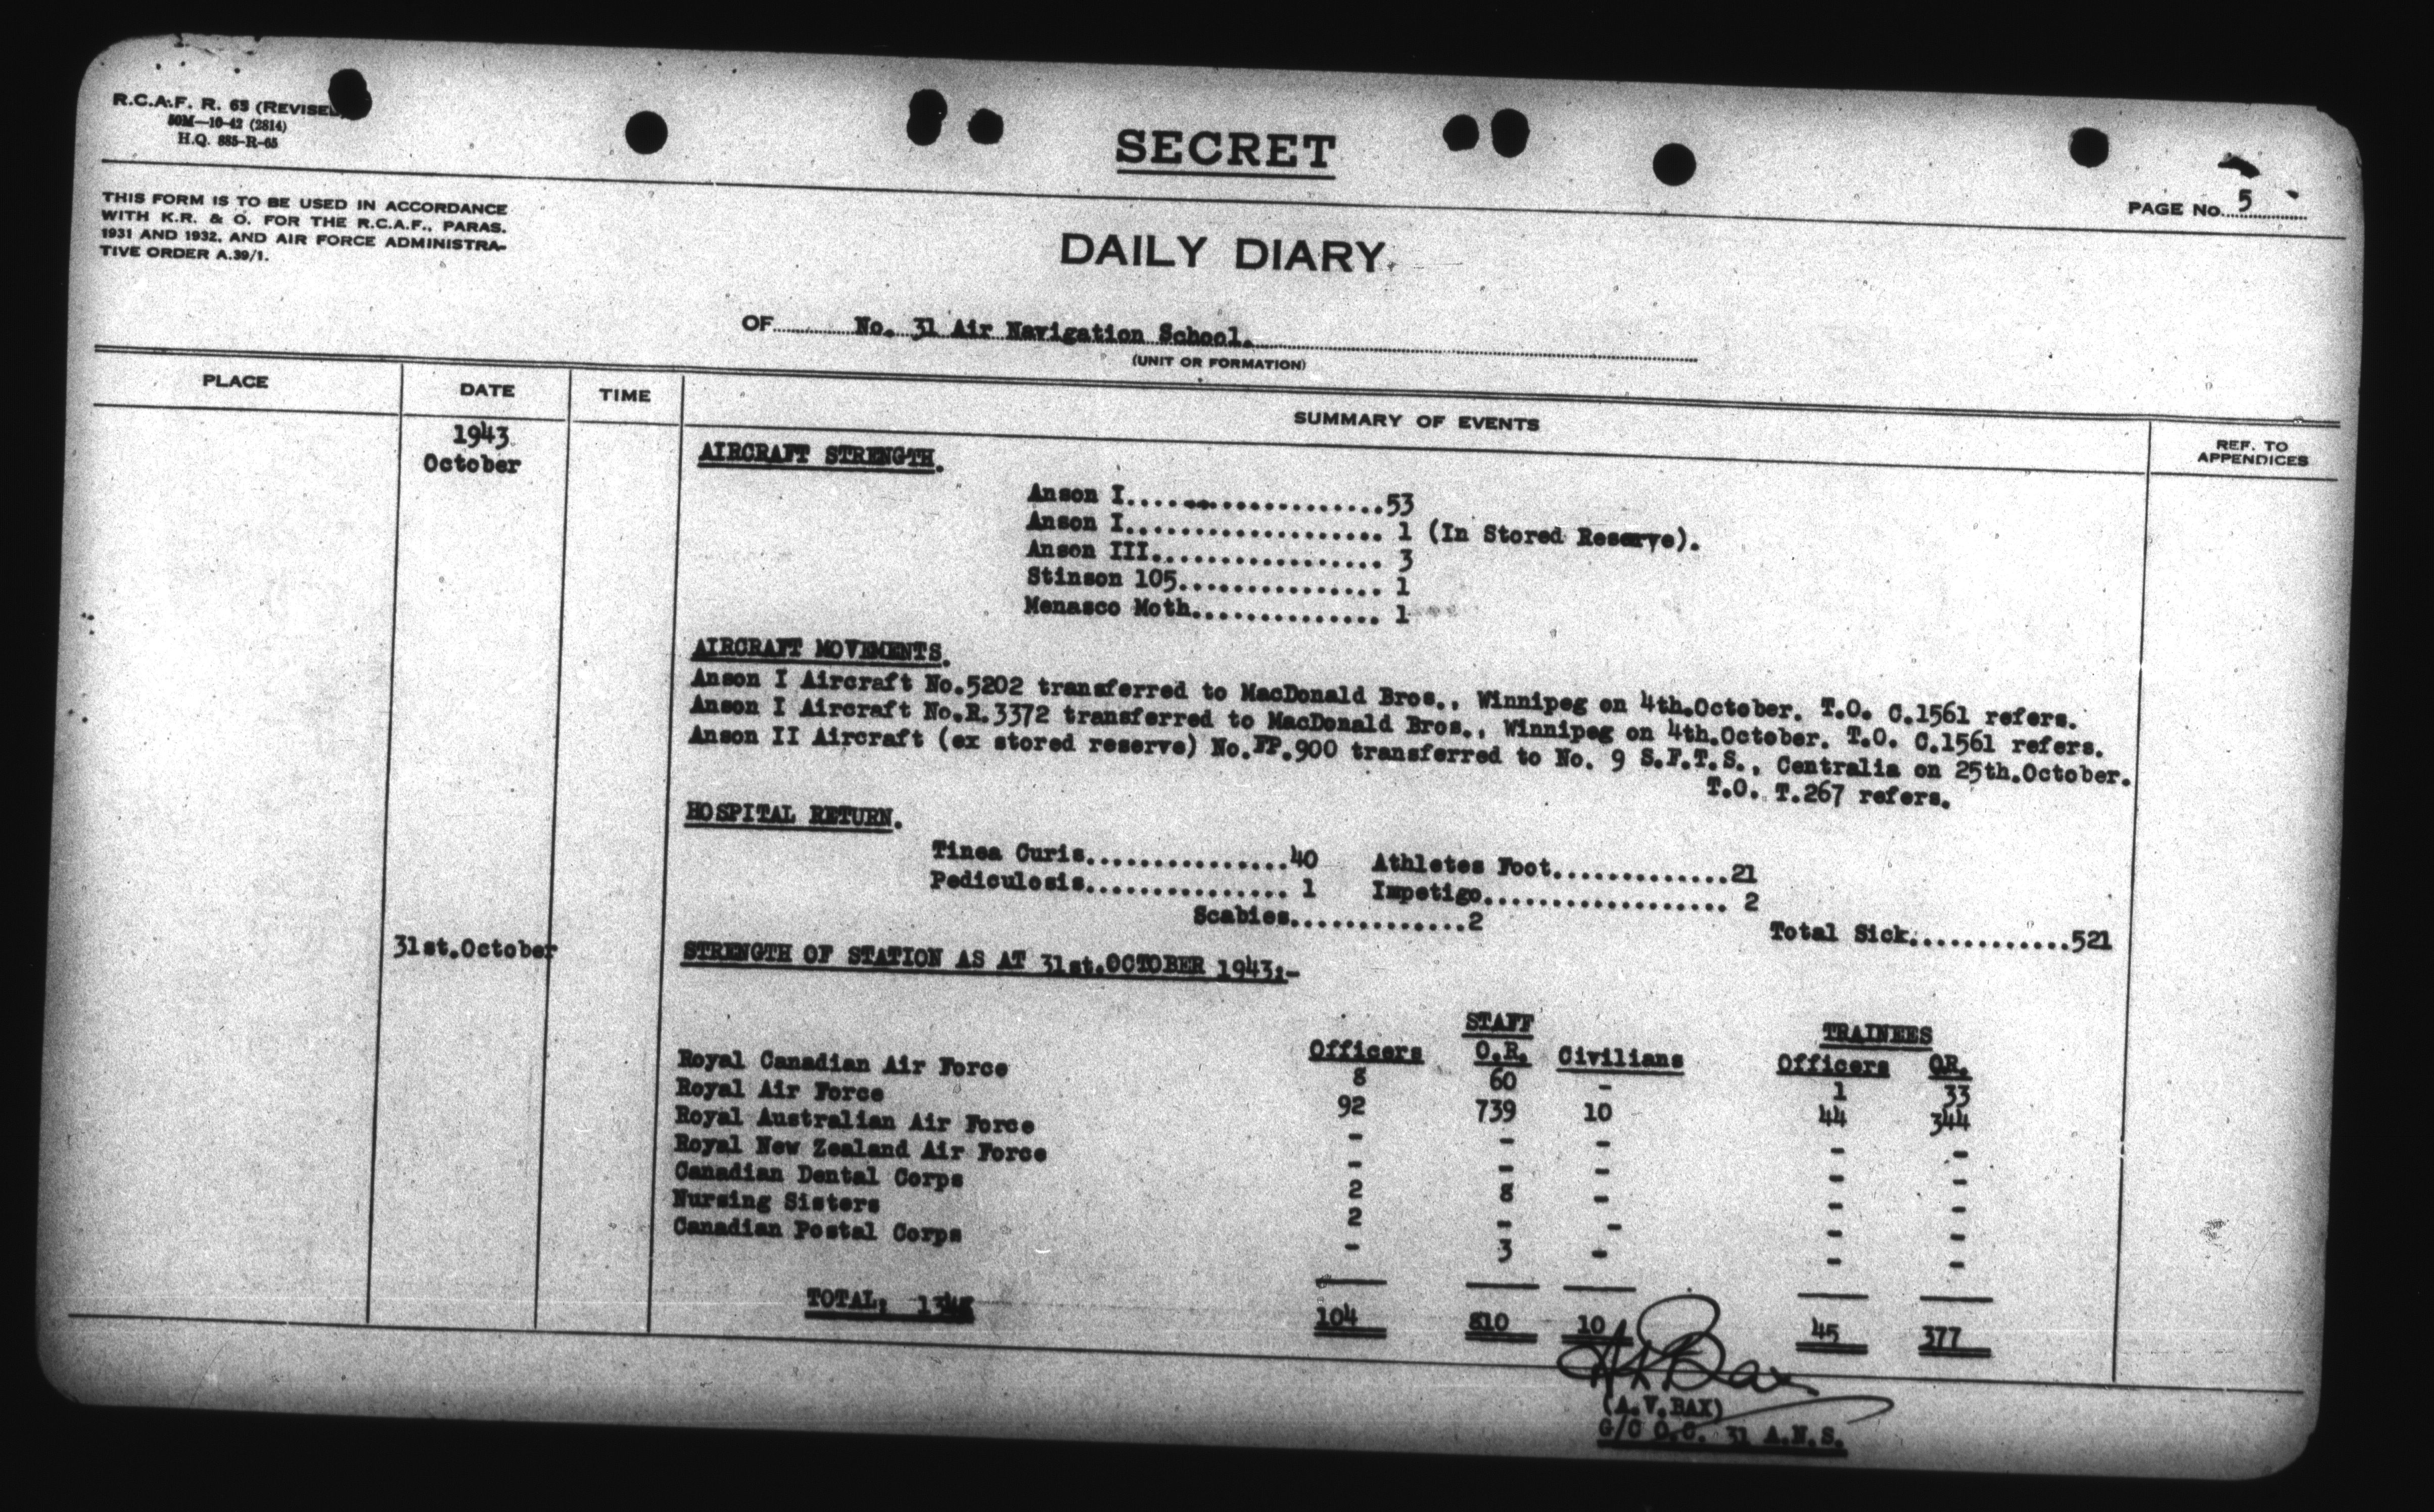 R.C.A.F. R. 65 (REVISED)
50M—10-42 (2814)
H.Q. 885-R-65
SECRET
PAGE No. 5
THIS FORM IS TO BE USED IN ACCORDANCE
WITH K.R. & O. FOR THE R.C.A.F., PARAS.
1931 AND 1932, AND AIR FORCE ADMINISTRA-
TIVE ORDER A.39/1.
DAILY DIARY
OF No. 31 Air Navigation School.
(UNIT OR FORMATION)
PLACE DATE TIME SUMMARY OF EVENTS REF. TO APPENDICES
1943
October
AIRCRAFT STRENGTH.
Anson I.......................53
Anson I....................... 1 (In Stored Reserve).
Anson III..................... 3
Stinson 105................... 1
Menasco Moth.................. 1
AIRCRAFT MOVEMENTS.
Anson I Aircraft No.5202 transferred to MacDonald Bros., Winnipeg on 4th.October. T.O. C.1561 refers.
Anson I Aircraft No.R.3372 transferred to MacDonald Bros., Winnipeg on 4th.October. T.O. C.1561 refers.
Anson II Aircraft (ex stored reserve) No.FP.900 transferred to No. 9 S.F.T.S., Centralia on 25th.October.
T.O. T.267 refers.
HOSPITAL RETURN.
Tinea Curis...............40 Athletes Foot.............21
Pediculosis............... 1 Impetigo.................. 2
Scabies.............2 Total Sick............521
31st.October STRENGTH OF STATION AS AT 31st.OCTOBER 1943:-
STAFF TRAINEES
Officers O.R. Civilians Officers OR.
Royal Canadian Air Force 8 60 - 1 33
Royal Air Force 92 739 10 44 344
Royal Australian Air Force - - - - -
Royal New Zealand Air Force - - - - -
Canadian Dental Corps 2 8 - - -
Nursing Sisters 2 - - - -
Canadian Postal Corps - 3 - - -
TOTAL: 104 810 10 45 377
(A.V.BAX)
G/C O.C. 31 A.N.S.